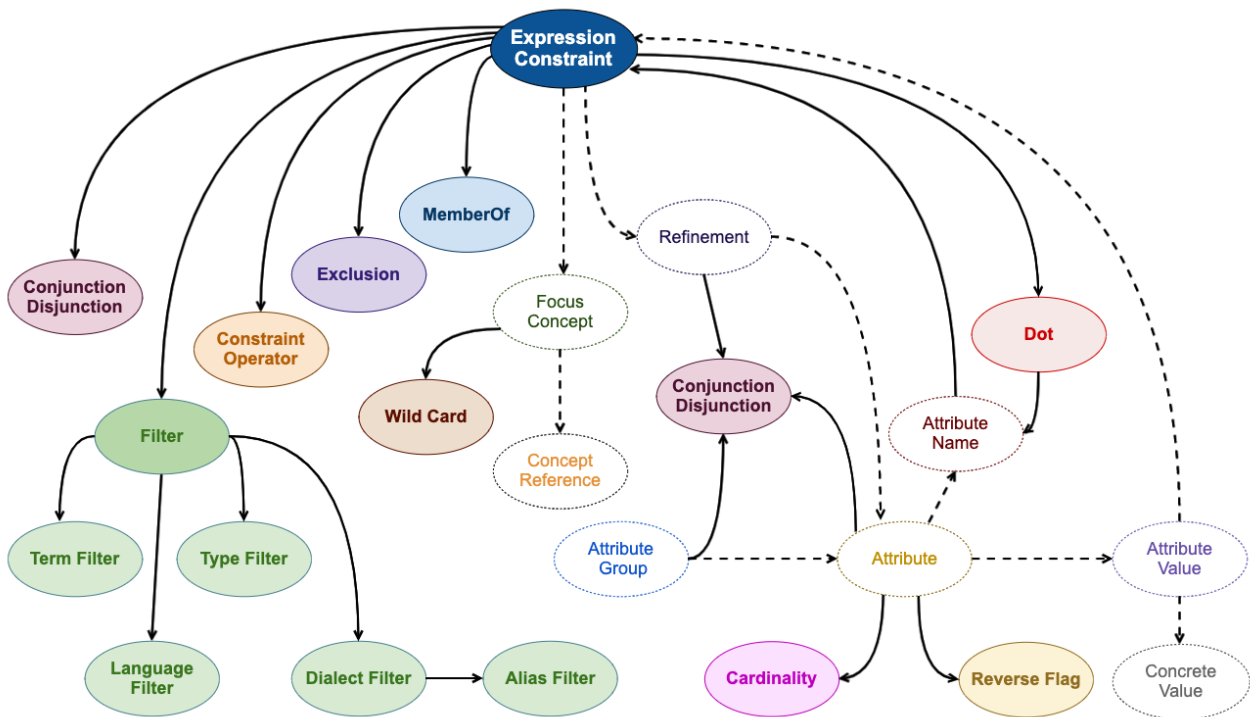 Expression
Constraint
MemberOf
Refinement
Exclusion
Conjunction
Disjunction
Focus
Concept
Constraint
Operator
Dot
Conjunction
Disjunction
Wild Card
Attribute
Name
Filter
Concept
Reference
Term Filter
Type Filter
Attribute
Group
Attribute
Attribute
Value
Language
Filter
Dialect Filter
Alias Filter
Cardinality
Reverse Flag
Concrete
Value